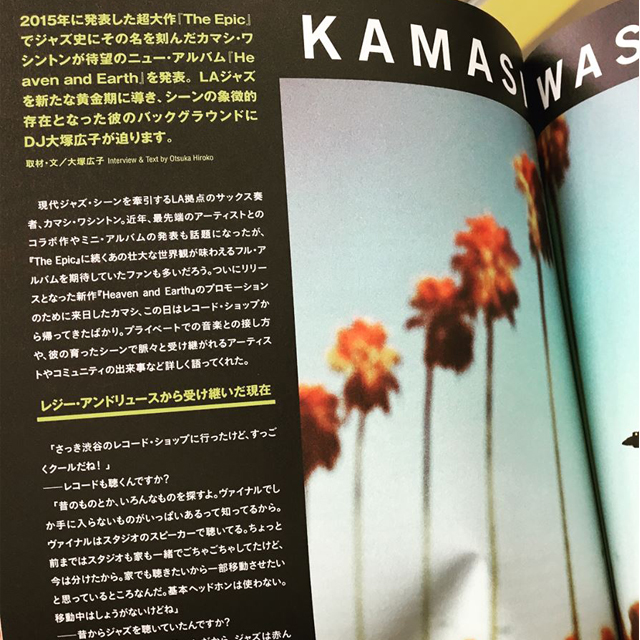 2015年に発表した超大作『The Epic』
でジャズ史にその名を刻んだカマシ・ワ
シントンが待望のニュー・アルバム『He
aven and Earth』を発表。LAジャズ
を新たな黄金期に導き、シーンの象徴的
存在となった彼のバックグラウンドに
DJ大塚広子が迫ります。
取材・文/大塚広子 Interview & Text by Otsuka Hiroko
KAMASI WAS
現代ジャズ・シーンを牽引するLA拠点のサックス奏
者、カマシ・ワシントン。近年、最先端のアーティストとの
コラボ作やミニ・アルバムの発表も話題になったが、
『The Epic』に続くあの壮大な世界観が味わえるフル・ア
ルバムを期待していたファンも多いだろう。ついにリリー
スとなった新作『Heaven and Earth』のプロモーション
のために来日したカマシ、この日はレコード・ショップか
ら帰ってきたばかり。プライベートでの音楽との接し方
や、彼の育ったシーンで脈々と受け継がれるアーティス
トやコミュニティの出来事など詳しく語ってくれた。
レジー・アンドリュースから受け継いだ現在
「さっき渋谷のレコード・ショップに行ったけど、すっご
くクールだね!」
――レコードも聴くんですか?
「昔のものとか、いろんなものを探すよ。ヴァイナルでし
か手に入らないものがいっぱいあるって知ってるから。
ヴァイナルはスタジオのスピーカーで聴いてる。ちょっと
前まではスタジオも家も一緒でごちゃごちゃしてたけど、
今は分けたから。家でも聴きたいから一部移動させたい
と思っているところなんだ。基本ヘッドホンは使わない。
移動中はしょうがないけどね」
――昔からジャズを聴いていたんですか?
だから、ジャズは赤ん